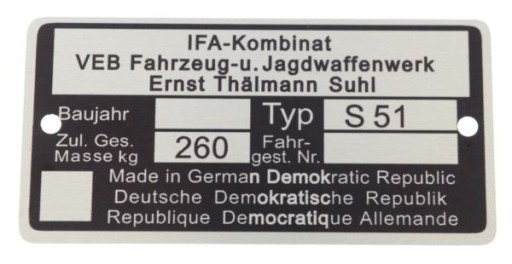 IFA-Kombinat
VEB Fahrzeug-u. Jagdwaffenwerk
Ernst Thälmann Suhl
Baujahr Typ S 51
Zul. Ges. Masse kg 260 Fahr-gest. Nr.
Made in German Demokratic Republic
Deutsche Demokratische Republik
Republique Democratique Allemande